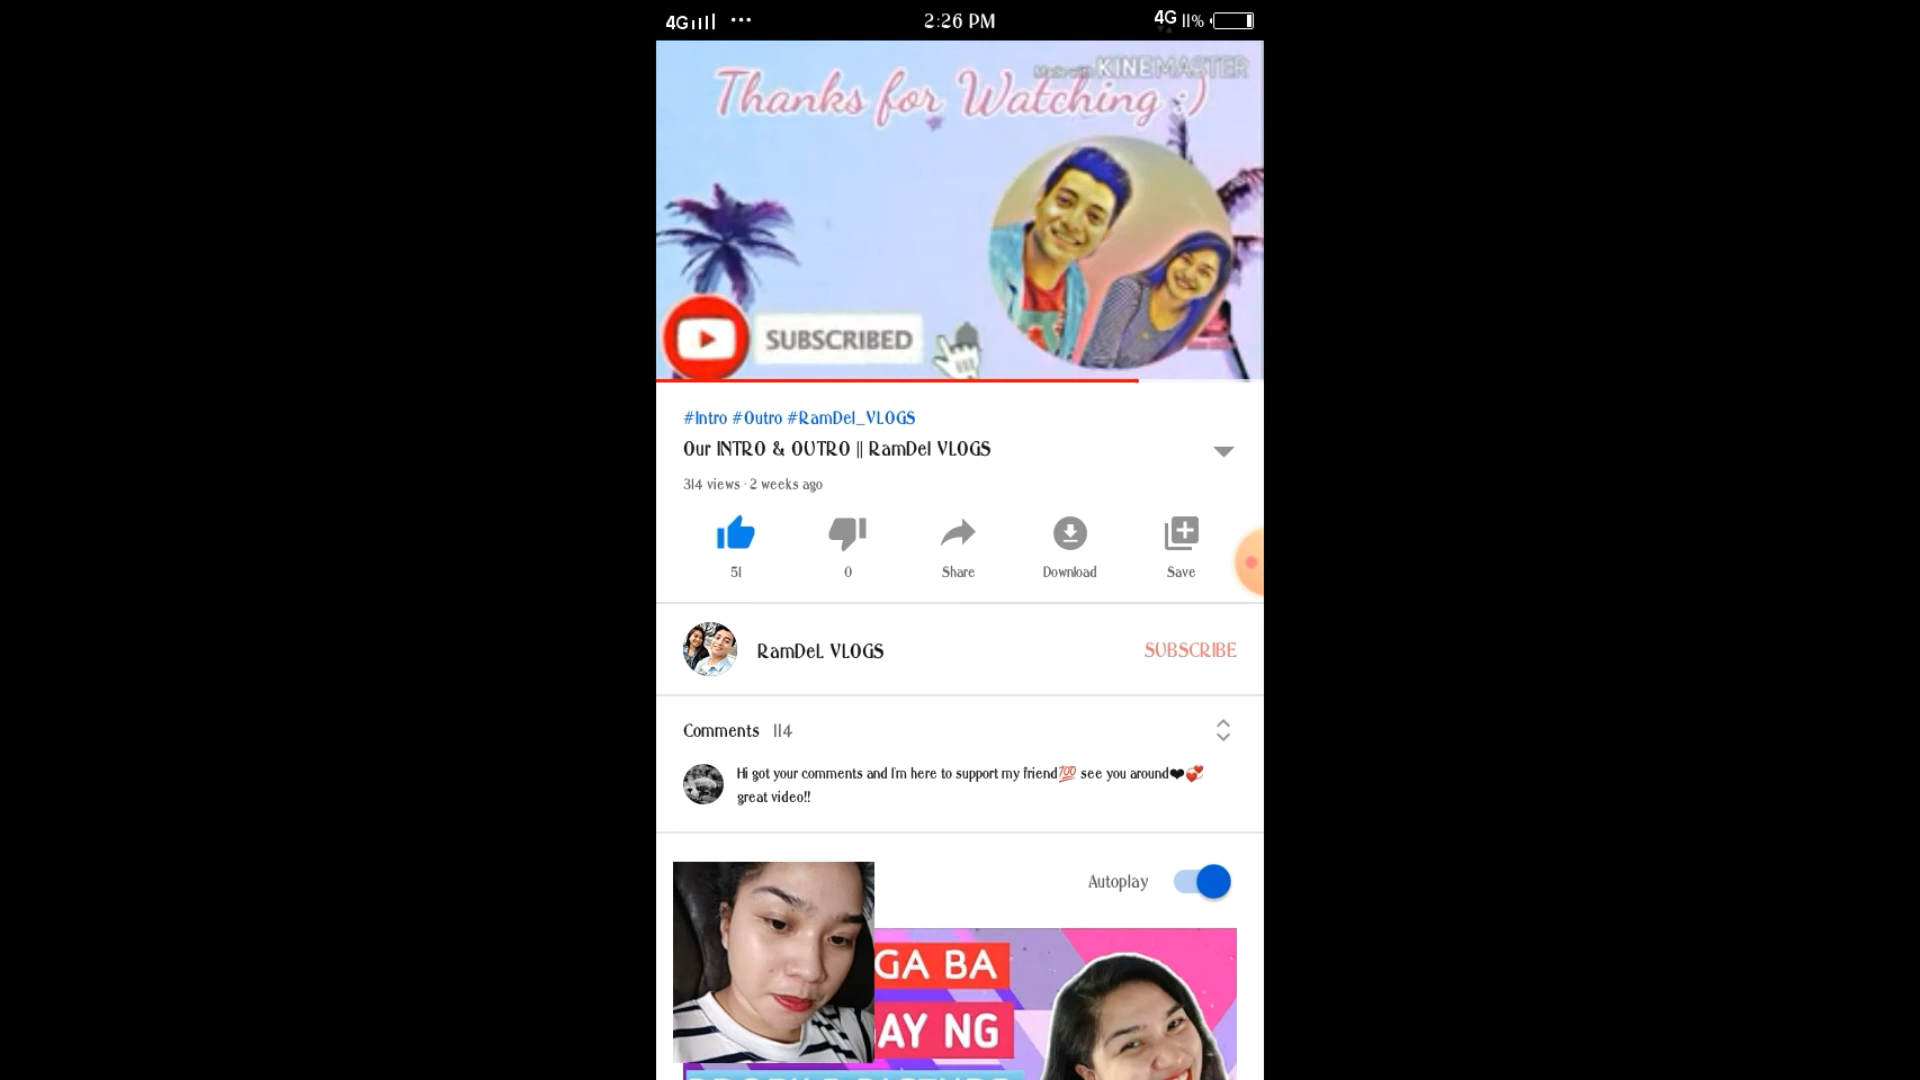 4G 2:26 PM 4G 11%
Made with KINEMASTER
Thanks for Watching :)
SUBSCRIBED
#Intro #Outro #RamDel_VLOGS
Our INTRO & OUTRO || RamDel VLOGS
314 views · 2 weeks ago
51 0 Share Download Save
RamDeL VLOGS SUBSCRIBE
Comments 114
Hi got your comments and I'm here to support my friend💯 see you around❤💞
great video!!
Autoplay
GA BA
AY NG